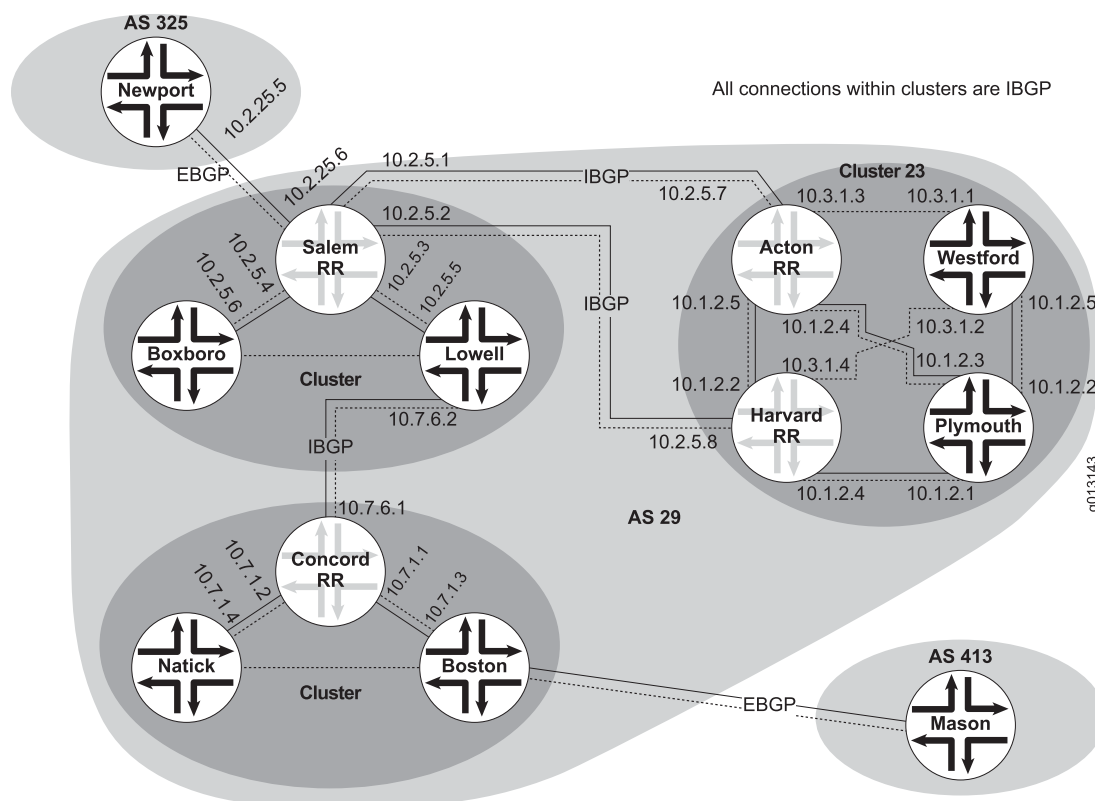 AS 325
Newport
10.2.25.5
All connections within clusters are IBGP
EBGP
10.2.25.6
10.2.5.1
IBGP
10.2.5.7
Cluster 23
10.3.1.3
10.3.1.1
10.2.5.2
Salem
RR
Acton
RR
Westford
10.2.5.4
10.2.5.6
10.2.5.3
10.2.5.5
IBGP
10.1.2.5
10.1.2.4
10.3.1.2
10.1.2.5
Boxboro
Lowell
10.3.1.4
10.1.2.3
Cluster
10.1.2.2
10.1.2.2
10.7.6.2
Harvard
RR
Plymouth
10.2.5.8
IBGP
10.1.2.4
10.1.2.1
g013143
10.7.6.1
AS 29
Concord
RR
10.7.1.2
10.7.1.4
10.7.1.1
10.7.1.3
Natick
Boston
Cluster
AS 413
EBGP
Mason